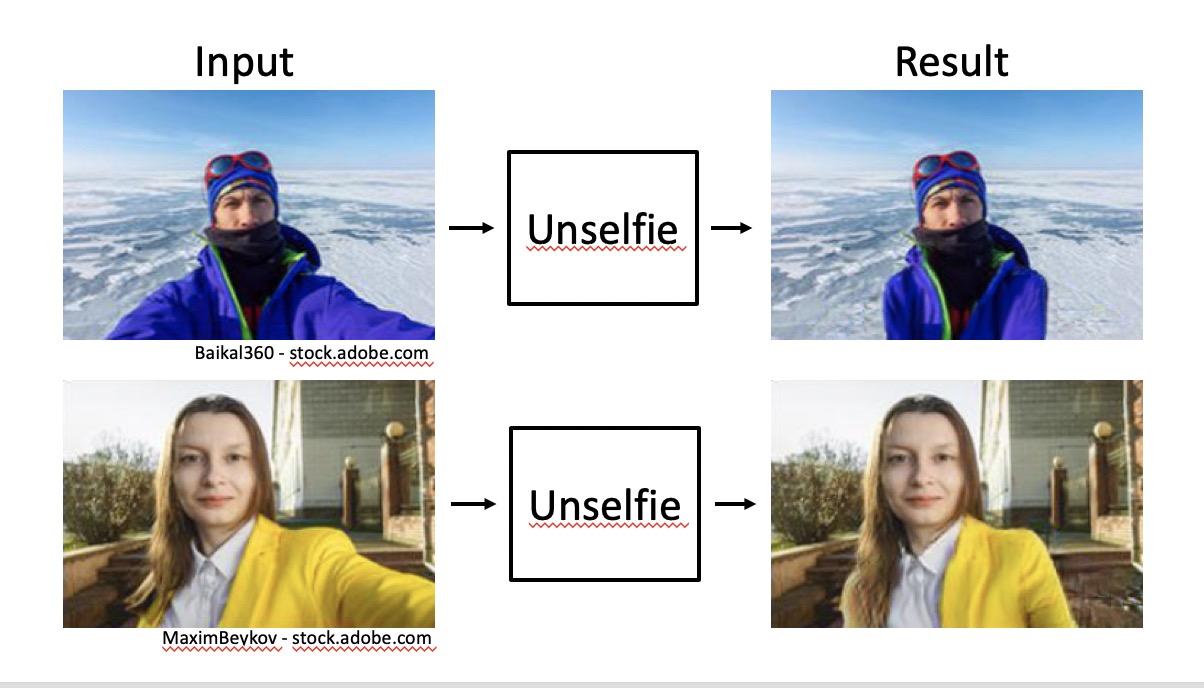 Input
Result
Unselfie
Baikal360 - stock.adobe.com
Unselfie
MaximBeykov - stock.adobe.com